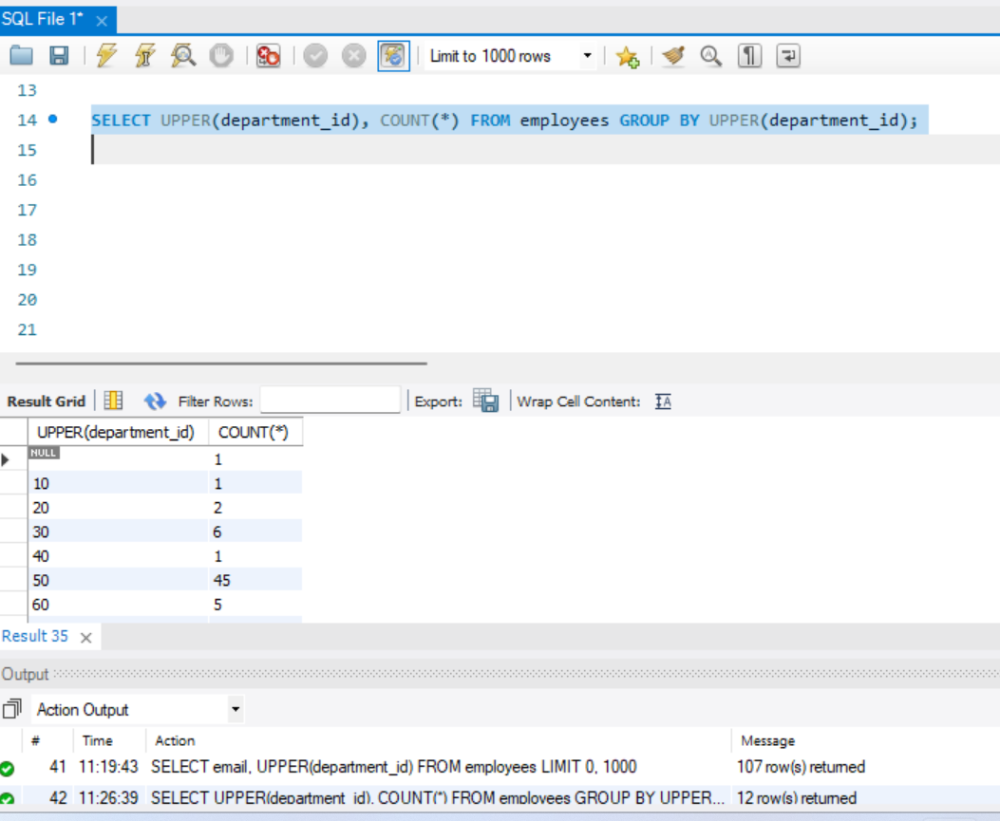 SQL File 1*
Limit to 1000 rows
13
14 SELECT UPPER(department_id), COUNT(*) FROM employees GROUP BY UPPER(department_id);
15
16
17
18
19
20
21
Result Grid Filter Rows: Export: Wrap Cell Content:
UPPER(department_id) COUNT(*)
NULL 1
10 1
20 2
30 6
40 1
50 45
60 5
Result 35
Output
Action Output
# Time Action Message
41 11:19:43 SELECT email, UPPER(department_id) FROM employees LIMIT 0, 1000 107 row(s) returned
42 11:26:39 SELECT UPPER(department_id), COUNT(*) FROM employees GROUP BY UPPER... 12 row(s) returned